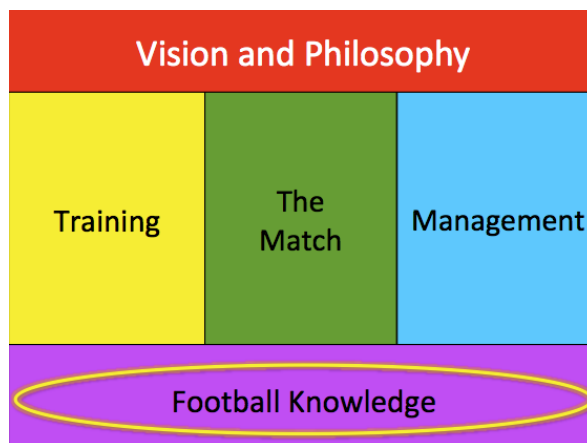 Vision and Philosophy
Training
The
Match
Management
Football Knowledge